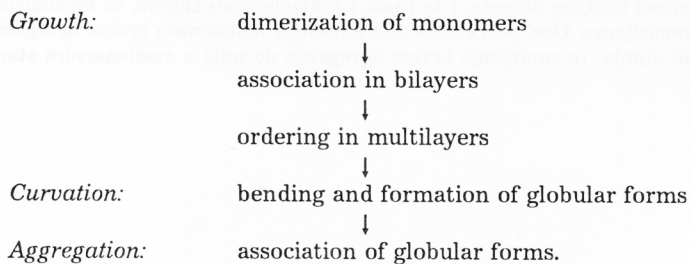 Growth: dimerization of monomers
↓
association in bilayers
↓
ordering in multilayers
↓
Curvation: bending and formation of globular forms
↓
Aggregation: association of globular forms.